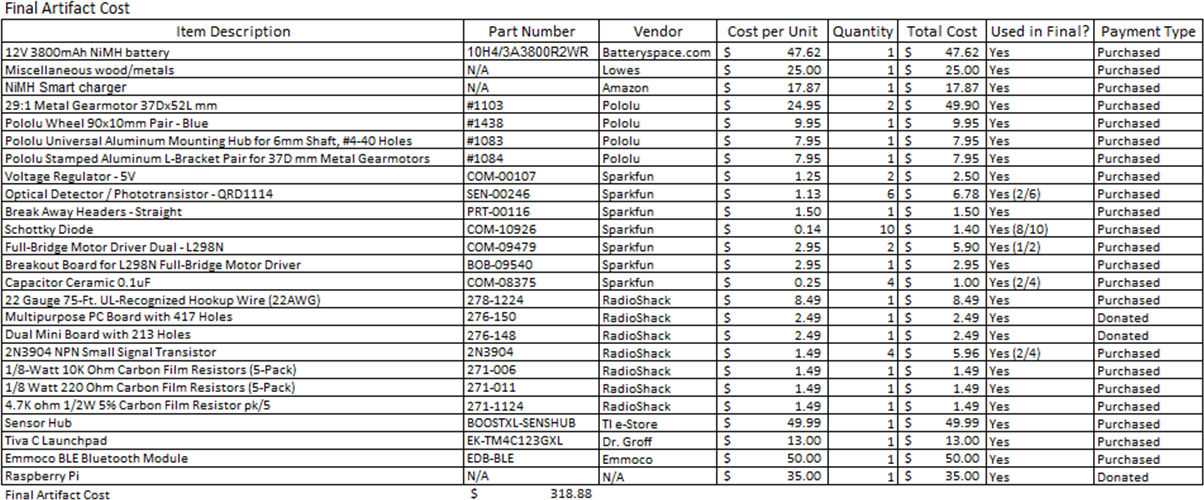 Final Artifact Cost
Item Description Part Number Vendor Cost per Unit Quantity Total Cost Used in Final? Payment Type
12V 3800mAh NiMH battery 10H4/3A3800R2WR Batteryspace.com $ 47.62 1 $ 47.62 Yes Purchased
Miscellaneous wood/metals N/A Lowes $ 25.00 1 $ 25.00 Yes Purchased
NiMH Smart charger N/A Amazon $ 17.87 1 $ 17.87 Yes Purchased
29:1 Metal Gearmotor 37Dx52L mm #1103 Pololu $ 24.95 2 $ 49.90 Yes Purchased
Pololu Wheel 90x10mm Pair - Blue #1438 Pololu $ 9.95 1 $ 9.95 Yes Purchased
Pololu Universal Aluminum Mounting Hub for 6mm Shaft, #4-40 Holes #1083 Pololu $ 7.95 1 $ 7.95 Yes Purchased
Pololu Stamped Aluminum L-Bracket Pair for 37D mm Metal Gearmotors #1084 Pololu $ 7.95 1 $ 7.95 Yes Purchased
Voltage Regulator - 5V COM-00107 Sparkfun $ 1.25 2 $ 2.50 Yes Purchased
Optical Detector / Phototransistor - QRD1114 SEN-00246 Sparkfun $ 1.13 6 $ 6.78 Yes (2/6) Purchased
Break Away Headers - Straight PRT-00116 Sparkfun $ 1.50 1 $ 1.50 Yes Purchased
Schottky Diode COM-10926 Sparkfun $ 0.14 10 $ 1.40 Yes (8/10) Purchased
Full-Bridge Motor Driver Dual - L298N COM-09479 Sparkfun $ 2.95 2 $ 5.90 Yes (1/2) Purchased
Breakout Board for L298N Full-Bridge Motor Driver BOB-09540 Sparkfun $ 2.95 1 $ 2.95 Yes Purchased
Capacitor Ceramic 0.1uF COM-08375 Sparkfun $ 0.25 4 $ 1.00 Yes (2/4) Purchased
22 Gauge 75-Ft. UL-Recognized Hookup Wire (22AWG) 278-1224 RadioShack $ 8.49 1 $ 8.49 Yes Purchased
Multipurpose PC Board with 417 Holes 276-150 RadioShack $ 2.49 1 $ 2.49 Yes Donated
Dual Mini Board with 213 Holes 276-148 RadioShack $ 2.49 1 $ 2.49 Yes Donated
2N3904 NPN Small Signal Transistor 2N3904 RadioShack $ 1.49 4 $ 5.96 Yes (2/4) Purchased
1/8-Watt 10K Ohm Carbon Film Resistors (5-Pack) 271-006 RadioShack $ 1.49 1 $ 1.49 Yes Purchased
1/8 Watt 220 Ohm Carbon Film Resistors (5-Pack) 271-011 RadioShack $ 1.49 1 $ 1.49 Yes Purchased
4.7K ohm 1/2W 5% Carbon Film Resistor pk/5 271-1124 RadioShack $ 1.49 1 $ 1.49 Yes Purchased
Sensor Hub BOOSTXL-SENSHUB TI e-Store $ 49.99 1 $ 49.99 Yes Purchased
Tiva C Launchpad EK-TM4C123GXL Dr. Groff $ 13.00 1 $ 13.00 Yes Purchased
Emmoco BLE Bluetooth Module EDB-BLE Emmoco $ 50.00 1 $ 50.00 Yes Purchased
Raspberry Pi N/A N/A $ 35.00 1 $ 35.00 Yes Donated
Final Artifact Cost $ 318.88